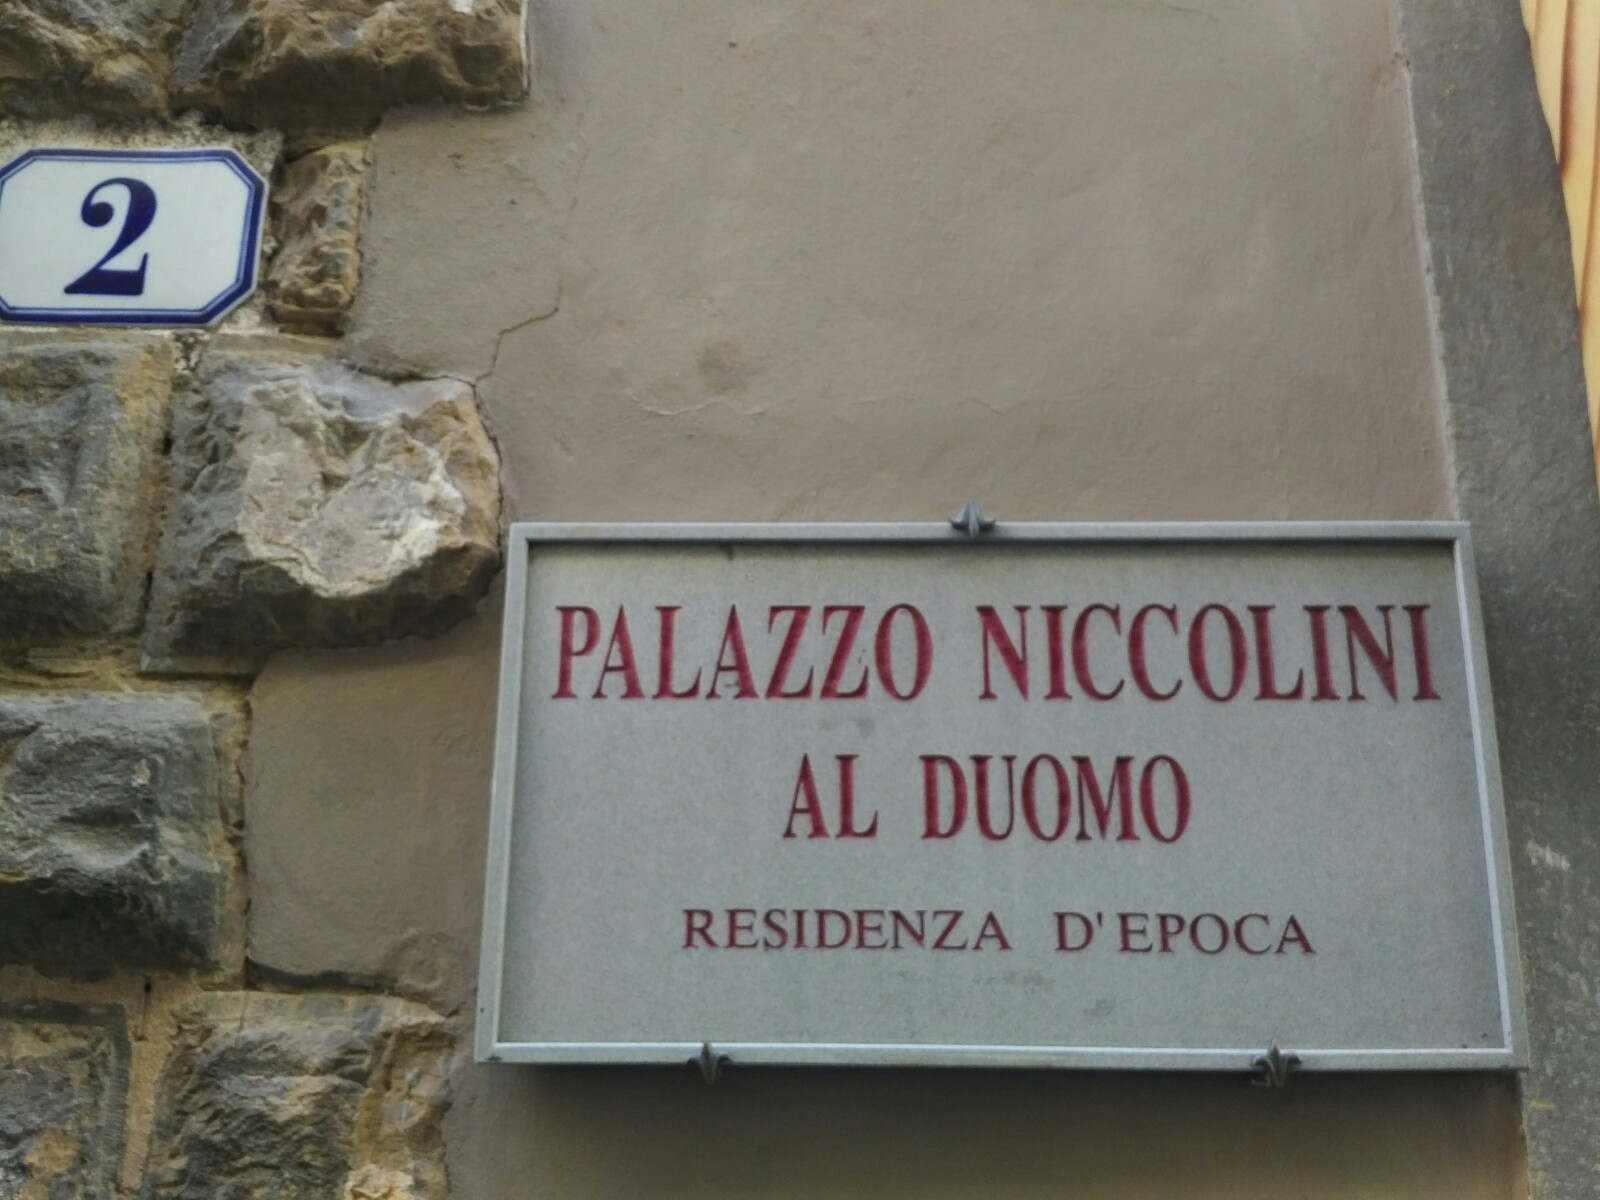 2
PALAZZO NICCOLINI
AL DUOMO
RESIDENZA D'EPOCA